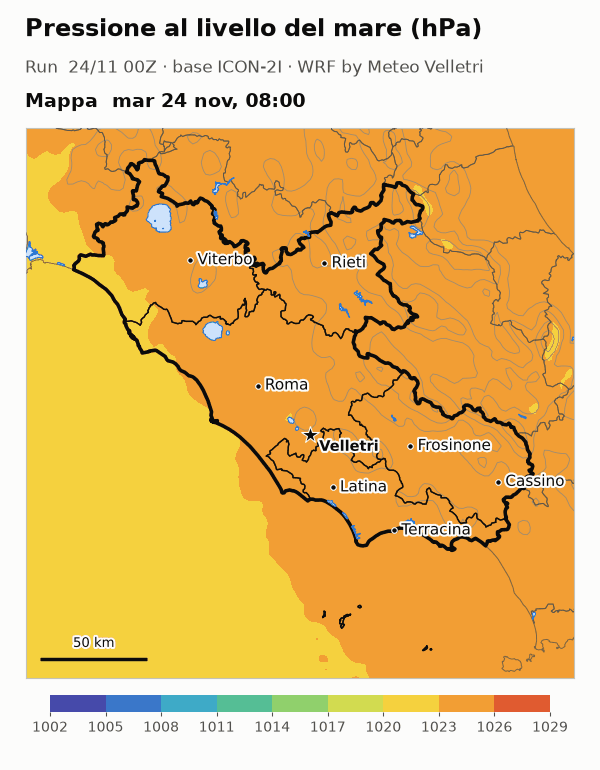 Pressione al livello del mare (hPa)
Run  24/11 00Z · base ICON-2I · WRF by Meteo Velletri
Mappa  mar 24 nov, 08:00
Viterbo
Rieti
Roma
Velletri
Frosinone
Latina
Cassino
Terracina
50 km
1002 1005 1008 1011 1014 1017 1020 1023 1026 1029